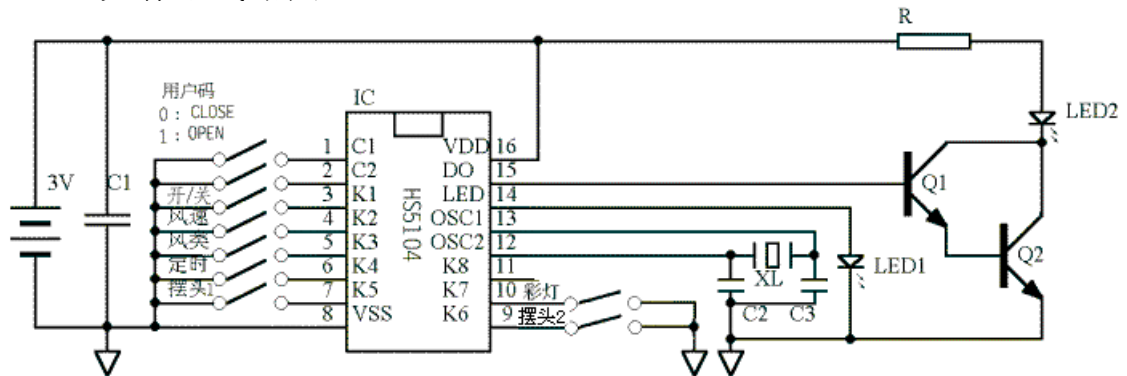 R
用户码
0：CLOSE
1：OPEN
IC
LED2
1 C1 VDD 16
2 C2 DO 15
3V
C1
开/关 3 K1 LED 14
Q1
风速 4 K2 OSC1 13
HS5104
风类 5 K3 OSC2 12
Q2
定时 6 K4 K8 11
XL
LED1
摆头1 7 K5 K7 10 彩灯
8 VSS K6 9 摆头2
C2 C3